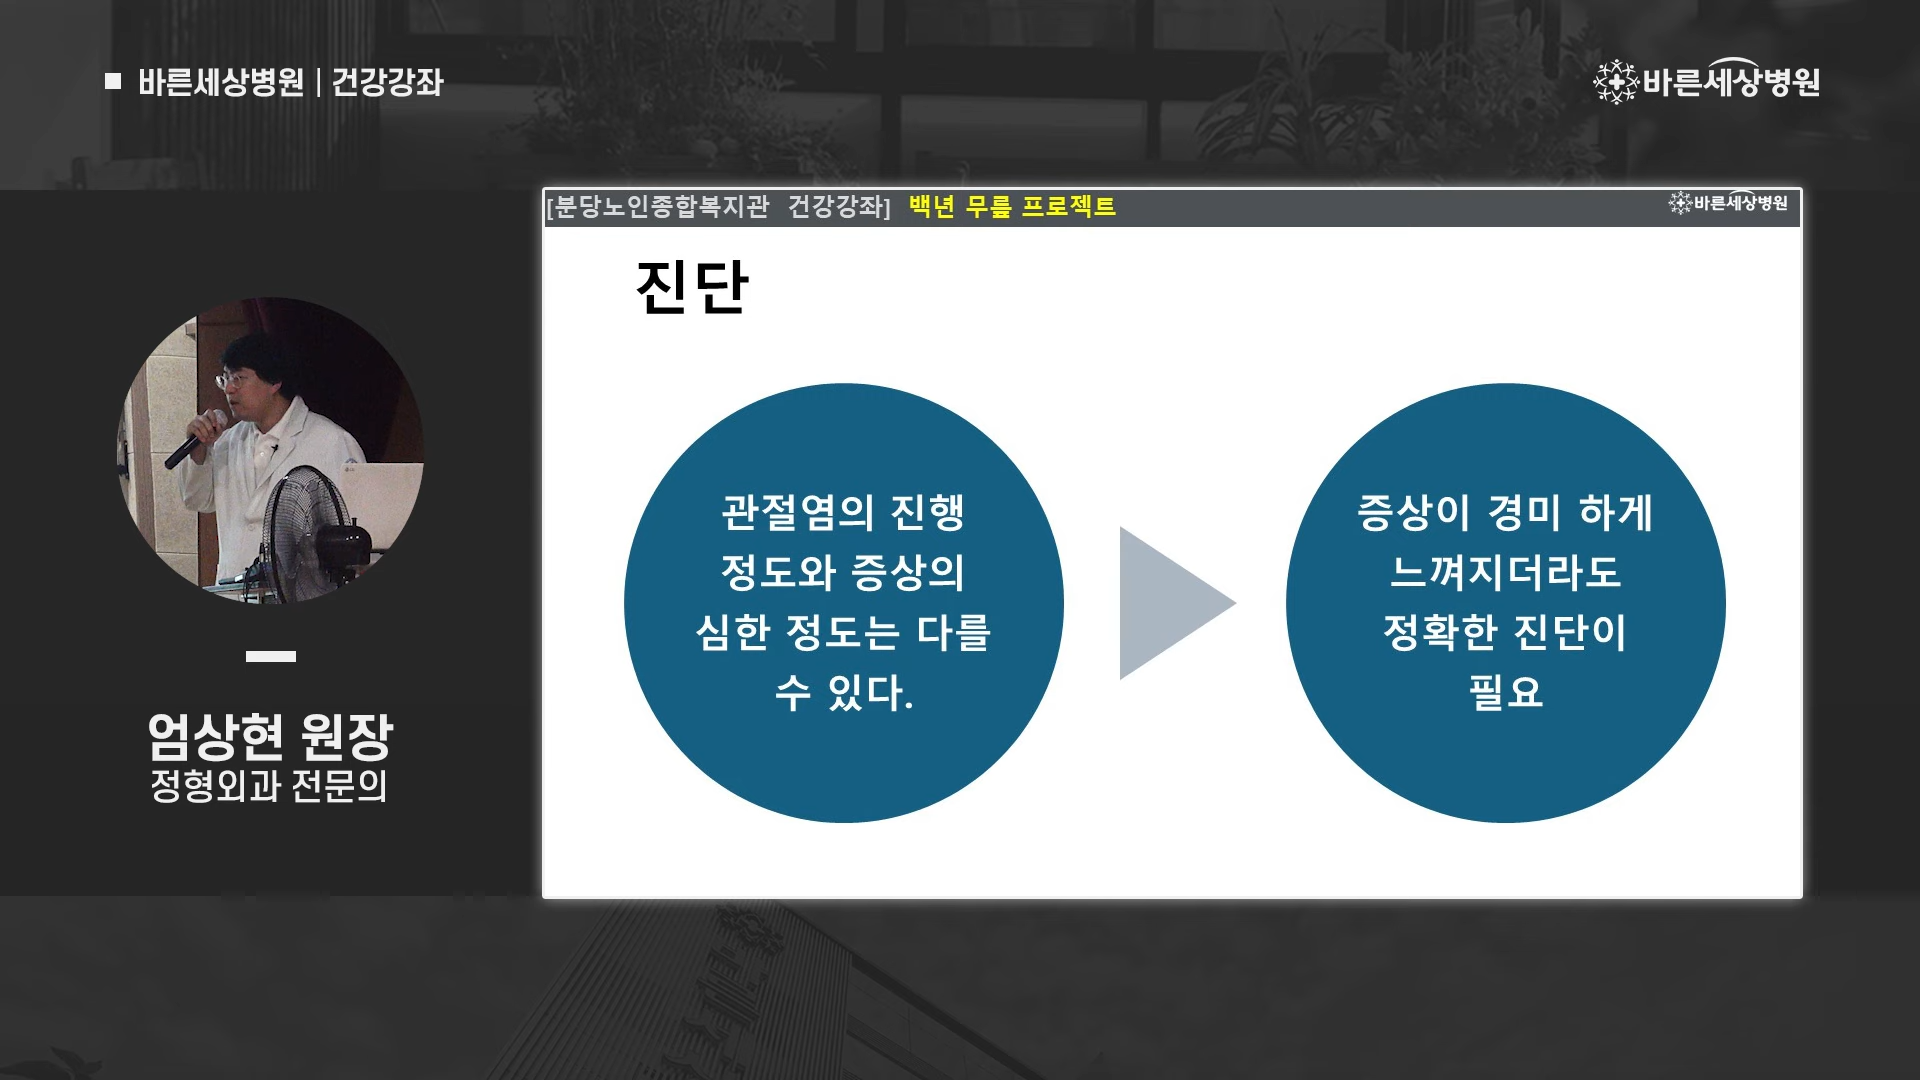 바른세상병원 | 건강강좌
바른세상병원
[분당노인종합복지관 건강강좌] 백년 무릎 프로젝트
바른세상병원
진단
관절염의 진행
정도와 증상의
심한 정도는 다를
수 있다.
증상이 경미 하게
느껴지더라도
정확한 진단이
필요
엄상현 원장
정형외과 전문의